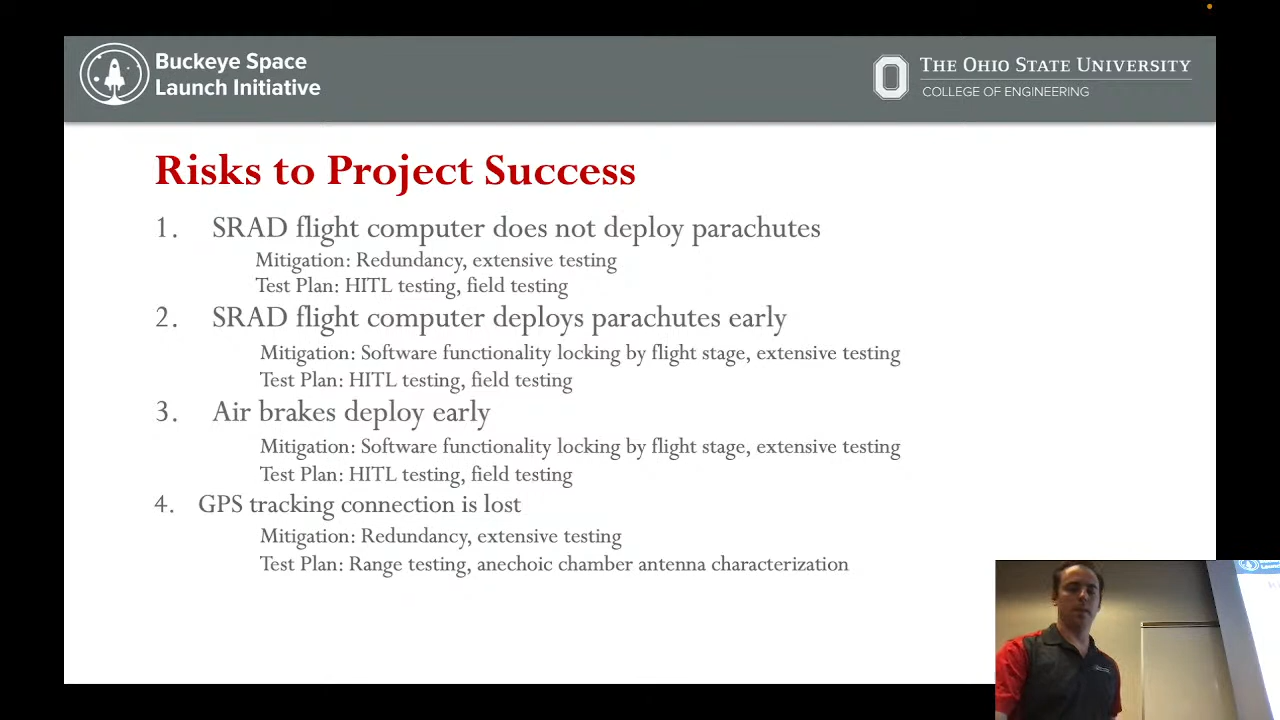 Buckeye Space
Launch Initiative
THE OHIO STATE UNIVERSITY
COLLEGE OF ENGINEERING
Risks to Project Success
1. SRAD flight computer does not deploy parachutes
Mitigation: Redundancy, extensive testing
Test Plan: HITL testing, field testing
2. SRAD flight computer deploys parachutes early
Mitigation: Software functionality locking by flight stage, extensive testing
Test Plan: HITL testing, field testing
3. Air brakes deploy early
Mitigation: Software functionality locking by flight stage, extensive testing
Test Plan: HITL testing, field testing
4. GPS tracking connection is lost
Mitigation: Redundancy, extensive testing
Test Plan: Range testing, anechoic chamber antenna characterization